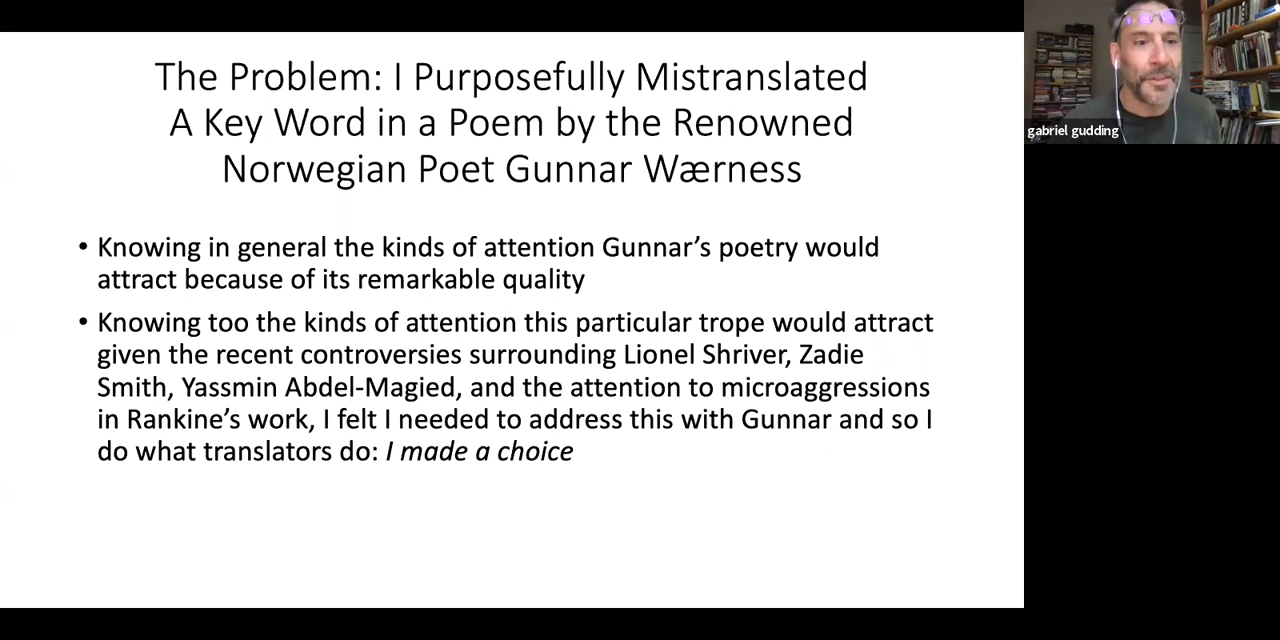 The Problem: I Purposefully Mistranslated
A Key Word in a Poem by the Renowned
Norwegian Poet Gunnar Wærness
• Knowing in general the kinds of attention Gunnar’s poetry would
attract because of its remarkable quality
• Knowing too the kinds of attention this particular trope would attract
given the recent controversies surrounding Lionel Shriver, Zadie
Smith, Yassmin Abdel-Magied, and the attention to microaggressions
in Rankine’s work, I felt I needed to address this with Gunnar and so I
do what translators do: I made a choice
gabriel gudding